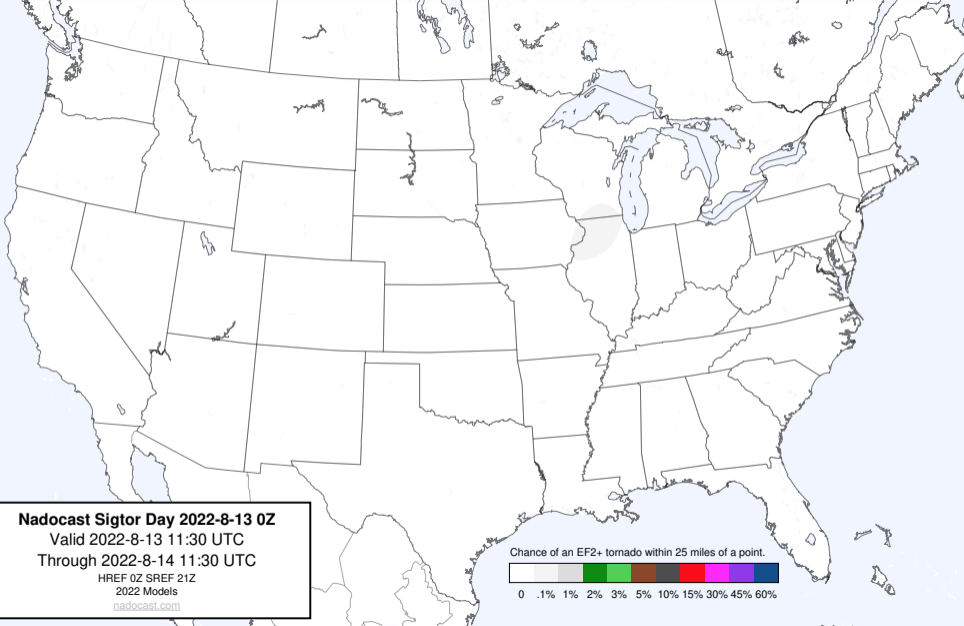 Nadocast Sigtor Day 2022-8-13 0Z
Valid 2022-8-13 11:30 UTC
Through 2022-8-14 11:30 UTC
HREF 0Z SREF 21Z
2022 Models
nadocast.com
Chance of an EF2+ tornado within 25 miles of a point.
0 .1% 1% 2% 3% 5% 10% 15% 30% 45% 60%